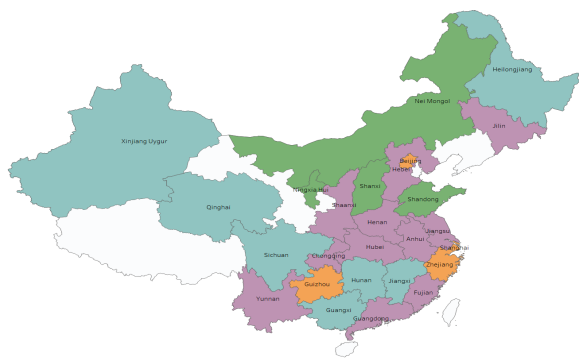 Heilongjiang
Nei Mongol
Jilin
Xinjiang Uygur
Beijing
Hebei
Ningxia Hui
Shanxi
Shandong
Shaanxi
Qinghai
Henan
Jiangsu
Anhui
Shanghai
Hubei
Sichuan
Chongqing
Zhejiang
Hunan
Jiangxi
Guizhou
Fujian
Yunnan
Guangxi
Guangdong